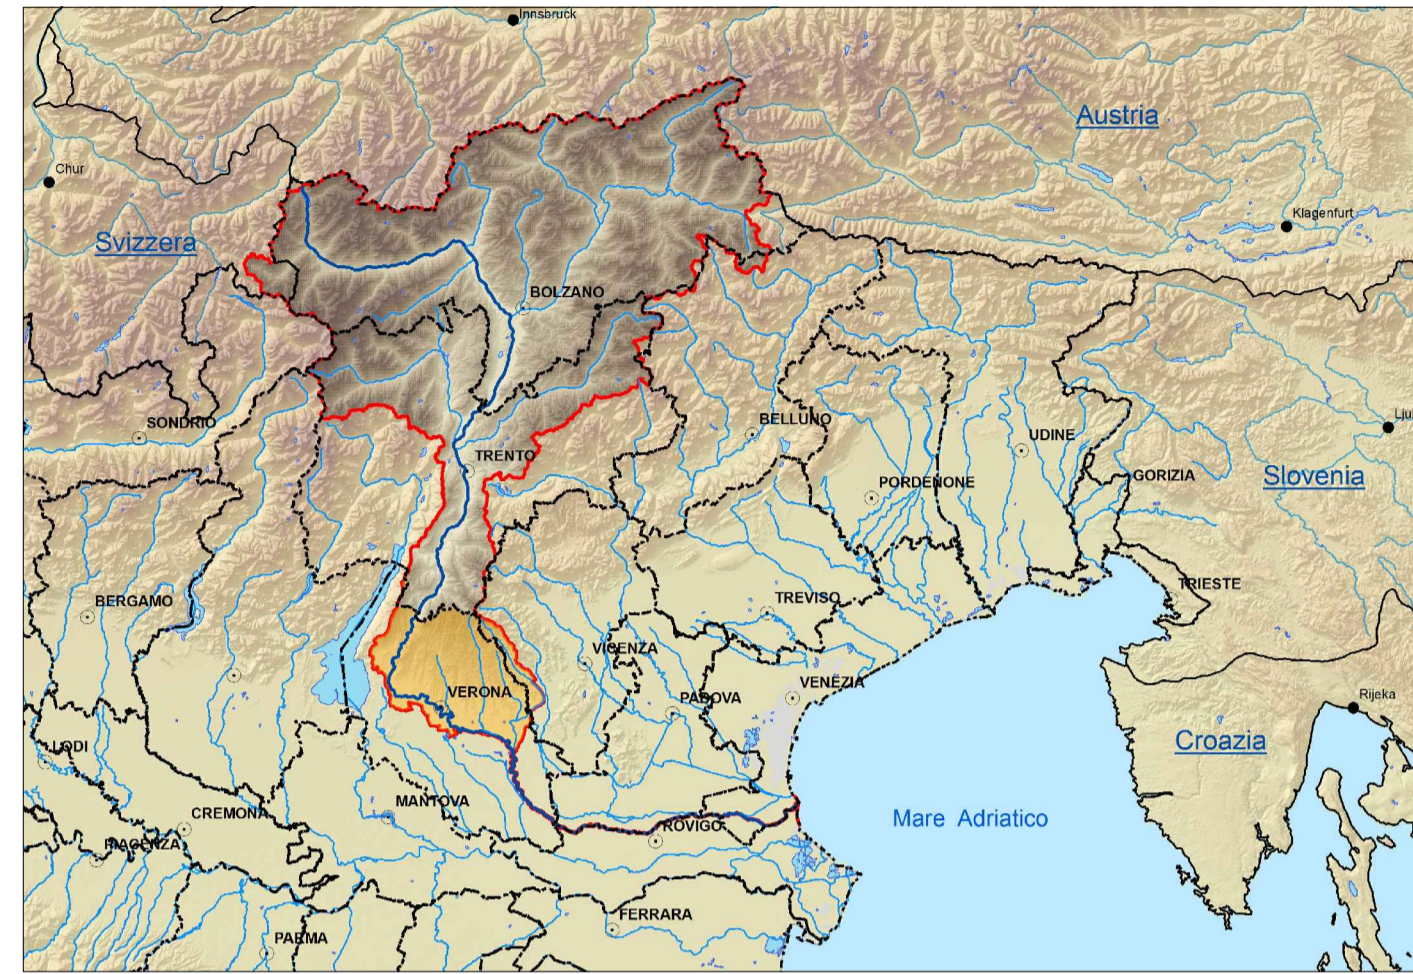 Innsbruck
Austria
Chur
Klagenfurt
Svizzera
BOLZANO
SONDRIO
BELLUNO
Lju
UDINE
TRENTO
GORIZIA
Slovenia
PORDENONE
TRIESTE
BERGAMO
TREVISO
VICENZA
VENEZIA
VERONA
PADOVA
Rijeka
LODI
Croazia
MANTOVA
CREMONA
Mare Adriatico
ROVIGO
PIACENZA
FERRARA
PARMA